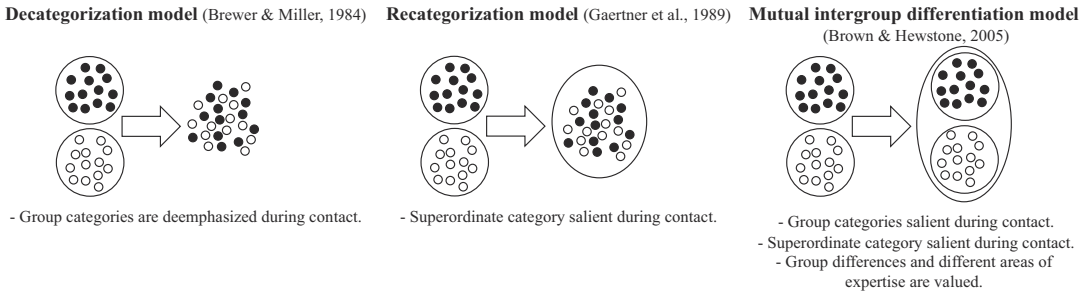 Decategorization model (Brewer & Miller, 1984)
- Group categories are deemphasized during contact.
Recategorization model (Gaertner et al., 1989)
- Superordinate category salient during contact.
Mutual intergroup differentiation model
(Brown & Hewstone, 2005)
- Group categories salient during contact.
- Superordinate category salient during contact.
- Group differences and different areas of
expertise are valued.